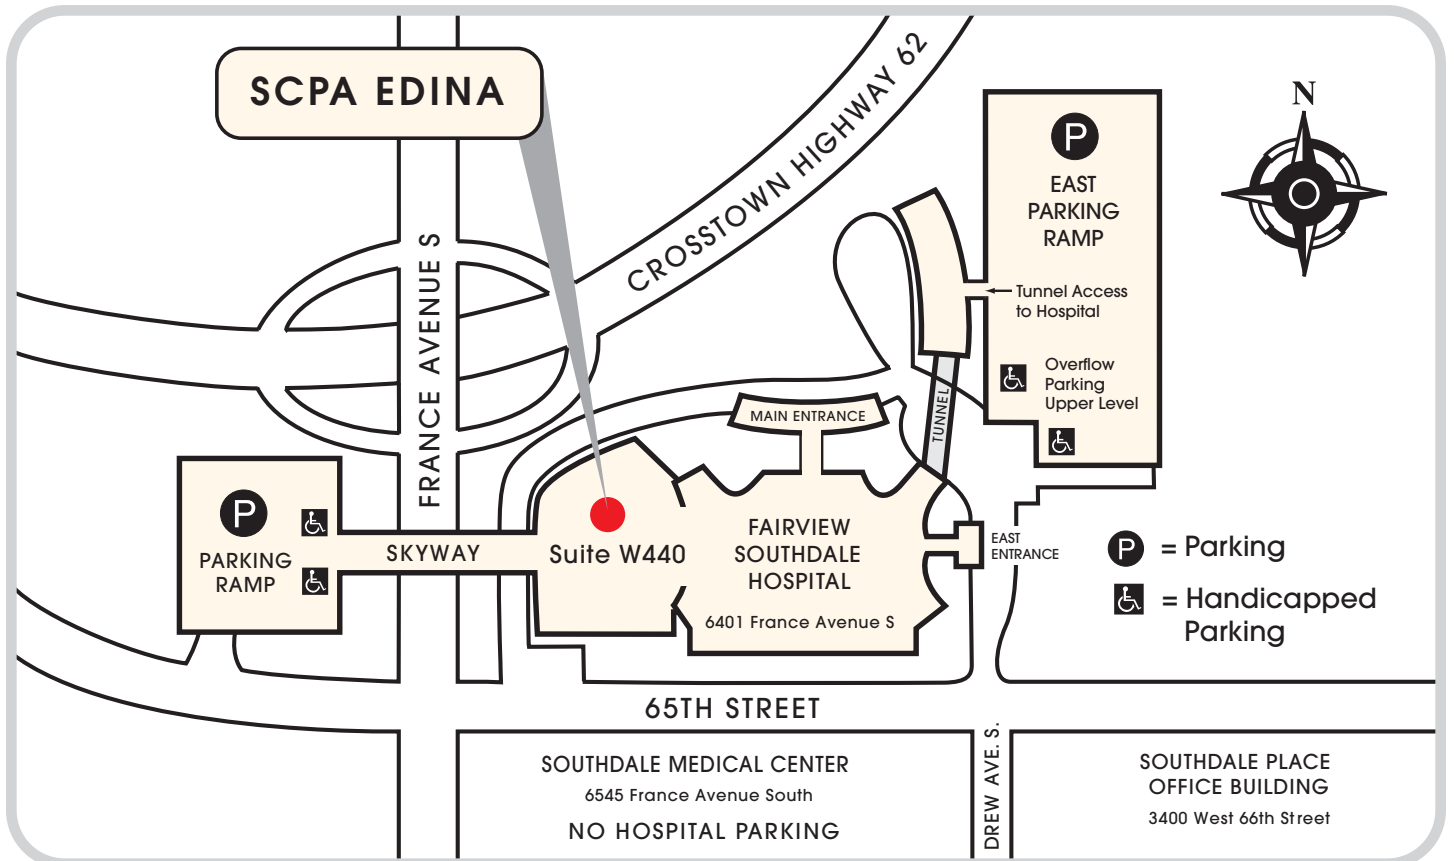 SCPA EDINA
CROSSTOWN HIGHWAY 62
N
P
EAST
PARKING
RAMP
FRANCE AVENUE S
Tunnel Access
to Hospital
Overflow
Parking
Upper Level
TUNNEL
MAIN ENTRANCE
P
PARKING
RAMP
SKYWAY
Suite W440
FAIRVIEW
SOUTHDALE
HOSPITAL
6401 France Avenue S
EAST
ENTRANCE
P = Parking
= Handicapped
Parking
65TH STREET
DREW AVE. S.
SOUTHDALE MEDICAL CENTER
6545 France Avenue South
NO HOSPITAL PARKING
SOUTHDALE PLACE
OFFICE BUILDING
3400 West 66th Street